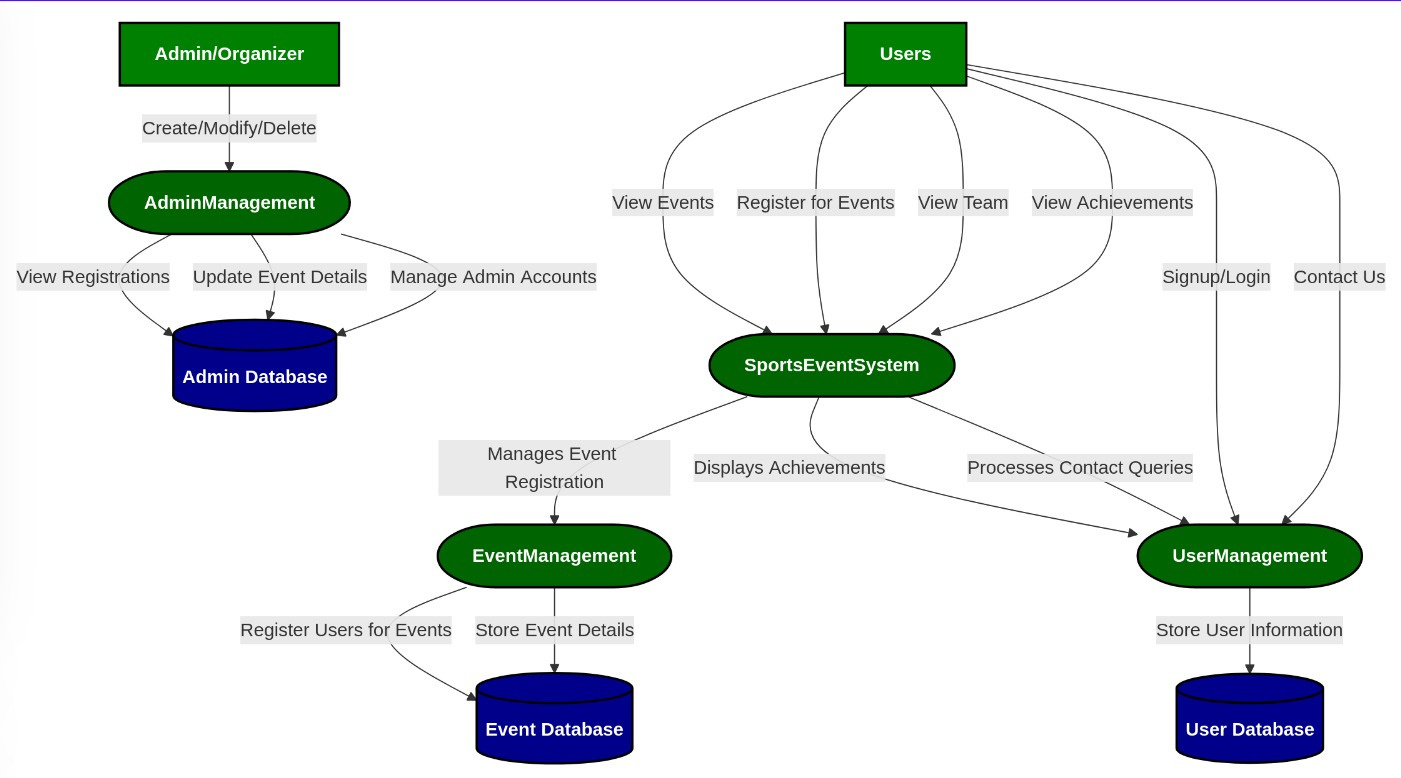 Admin/Organizer
Users
Create/Modify/Delete
AdminManagement
View Events
Register for Events
View Team
View Achievements
View Registrations
Update Event Details
Manage Admin Accounts
Signup/Login
Contact Us
Admin Database
SportsEventSystem
Manages Event
Registration
Displays Achievements
Processes Contact Queries
EventManagement
UserManagement
Register Users for Events
Store Event Details
Store User Information
Event Database
User Database